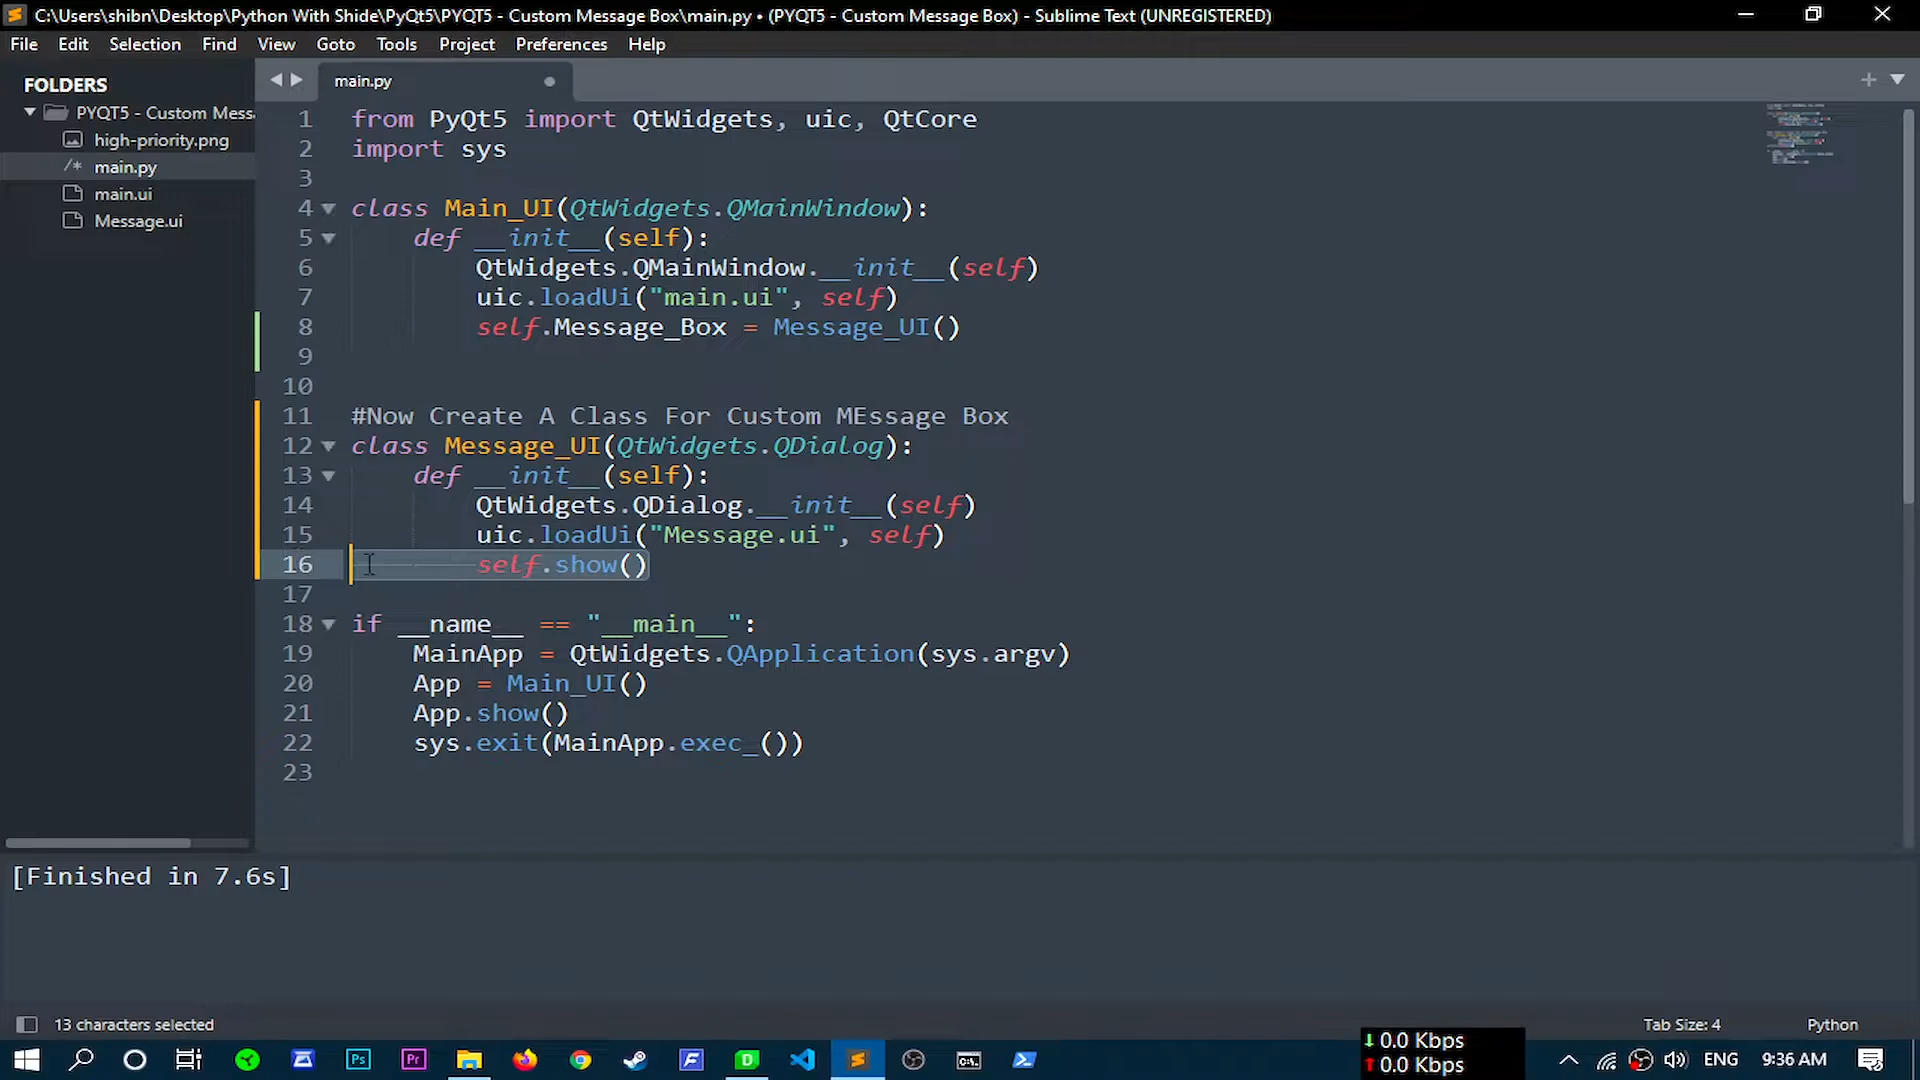 C:\Users\shibn\Desktop\Python With Shide\PyQt5\PYQT5 - Custom Message Box\main.py • (PYQT5 - Custom Message Box) - Sublime Text (UNREGISTERED)
File Edit Selection View Find View Goto Tools Project Preferences Help
FOLDERS
PYQT5 - Custom Mess
high-priority.png
main.py
main.ui
Message.ui
main.py
1 from PyQt5 import QtWidgets, uic, QtCore
2 import sys
3
4 class Main_UI(QtWidgets.QMainWindow):
5 def __init__(self):
6 QtWidgets.QMainWindow.__init__(self)
7 uic.loadUi("main.ui", self)
8 self.Message_Box = Message_UI()
9
10
11 #Now Create A Class For Custom MEssage Box
12 class Message_UI(QtWidgets.QDialog):
13 def __init__(self):
14 QtWidgets.QDialog.__init__(self)
15 uic.loadUi("Message.ui", self)
16 self.show()
17
18 if __name__ == "__main__":
19 MainApp = QtWidgets.QApplication(sys.argv)
20 App = Main_UI()
21 App.show()
22 sys.exit(MainApp.exec_())
23
[Finished in 7.6s]
13 characters selected
Tab Size: 4 Python
Ps
Pr
F
D
C:\
0.0 Kbps
0.0 Kbps
ENG
9:36 AM